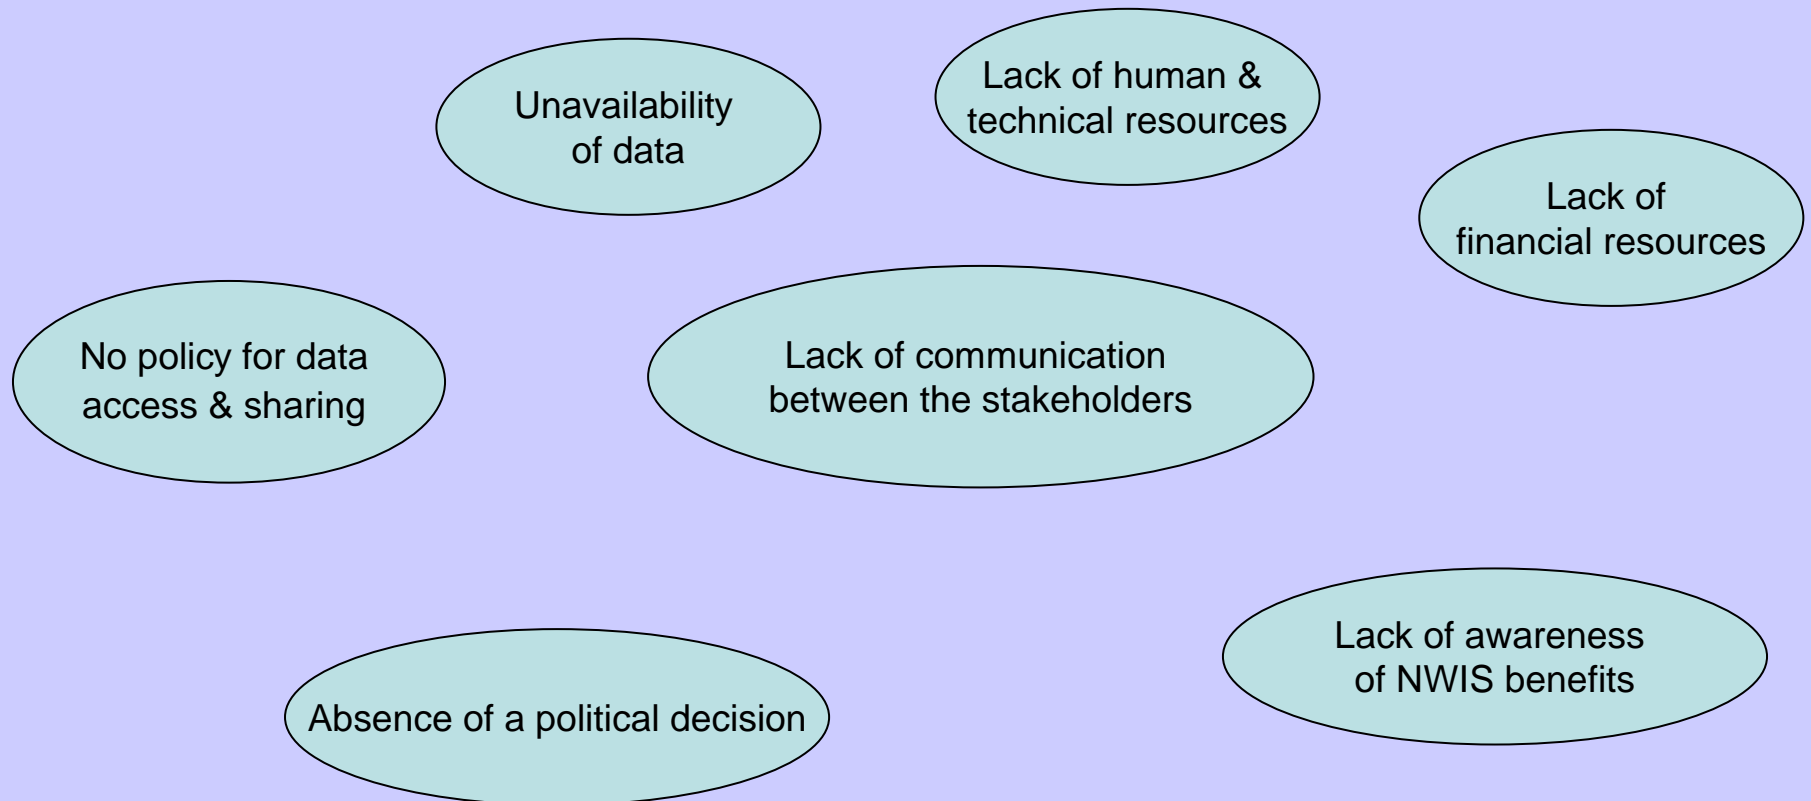 Unavailability
of data
Lack of human &
technical resources
Lack of
financial resources
No policy for data
access & sharing
Lack of communication
between the stakeholders
Absence of a political decision
Lack of awareness
of NWIS benefits